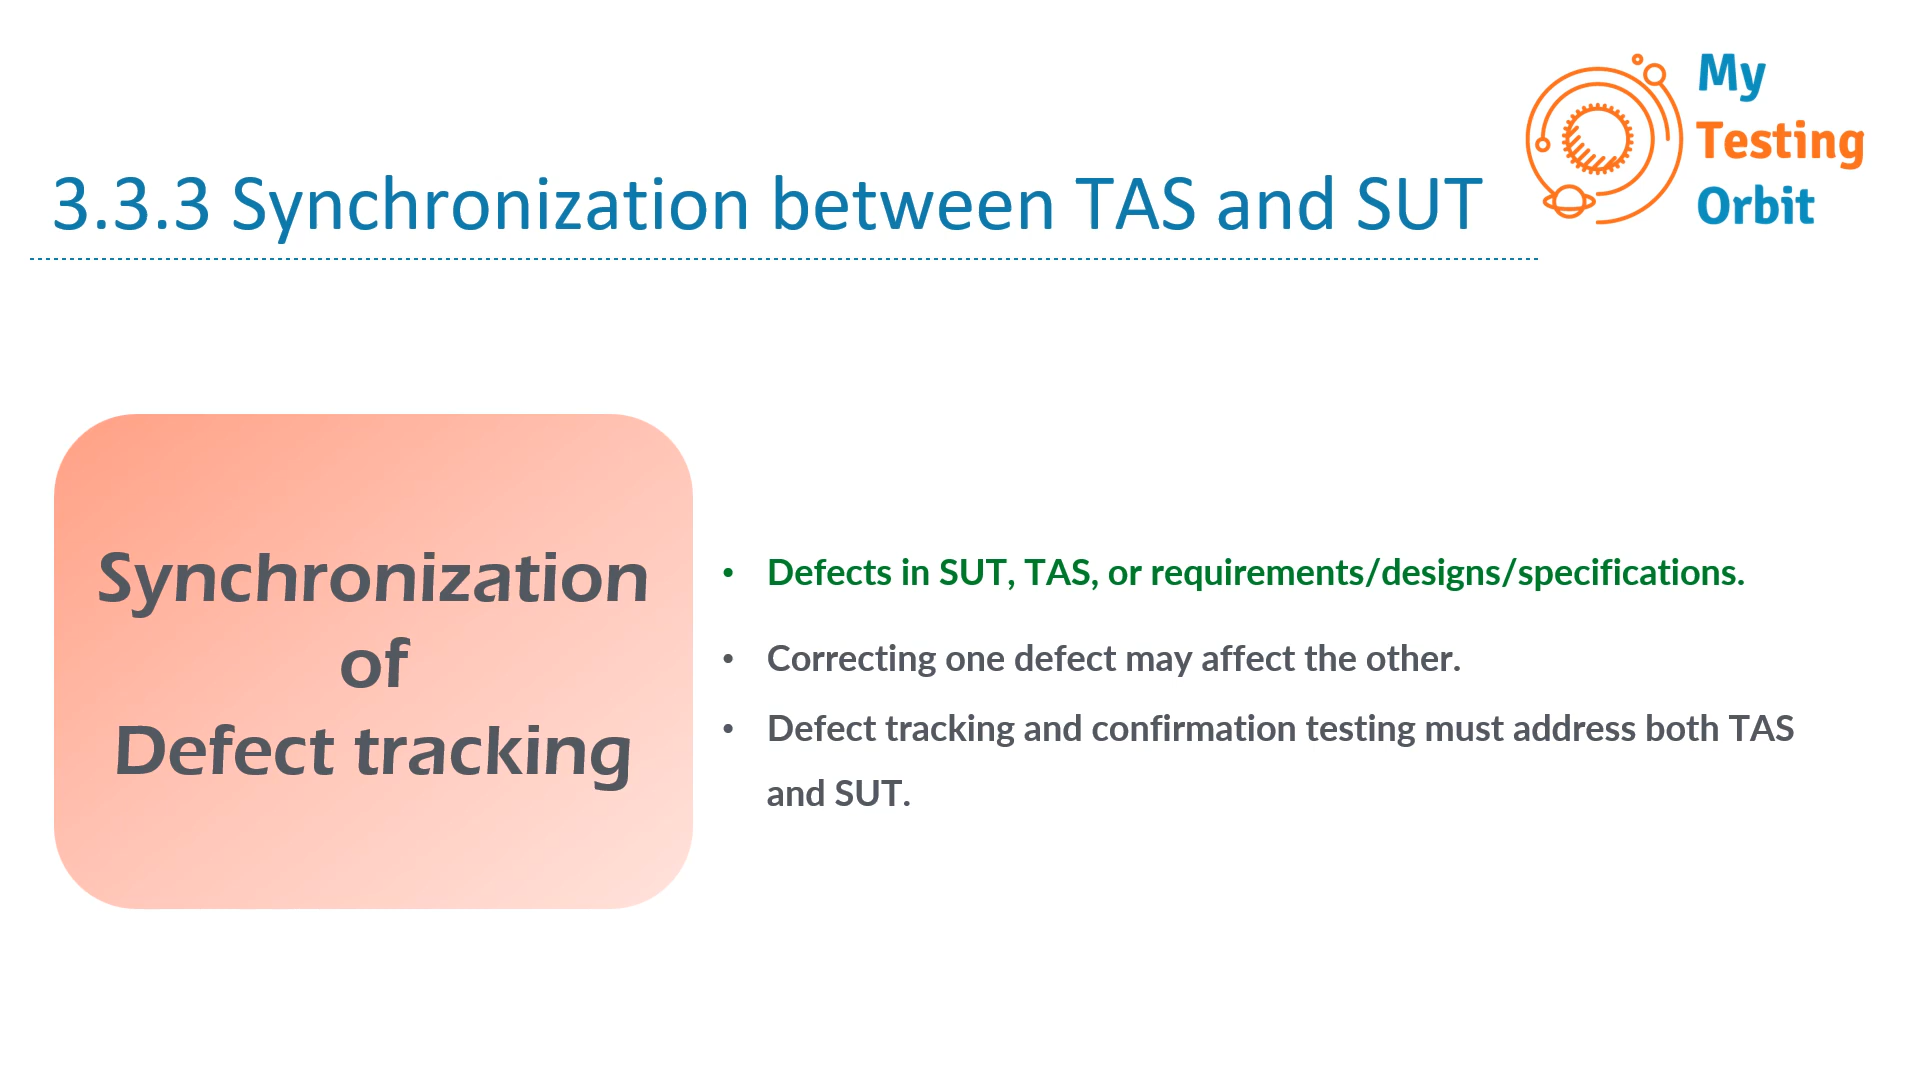 My
Testing
Orbit
3.3.3 Synchronization between TAS and SUT
Synchronization
of
Defect tracking
• Defects in SUT, TAS, or requirements/designs/specifications.
• Correcting one defect may affect the other.
• Defect tracking and confirmation testing must address both TAS
and SUT.